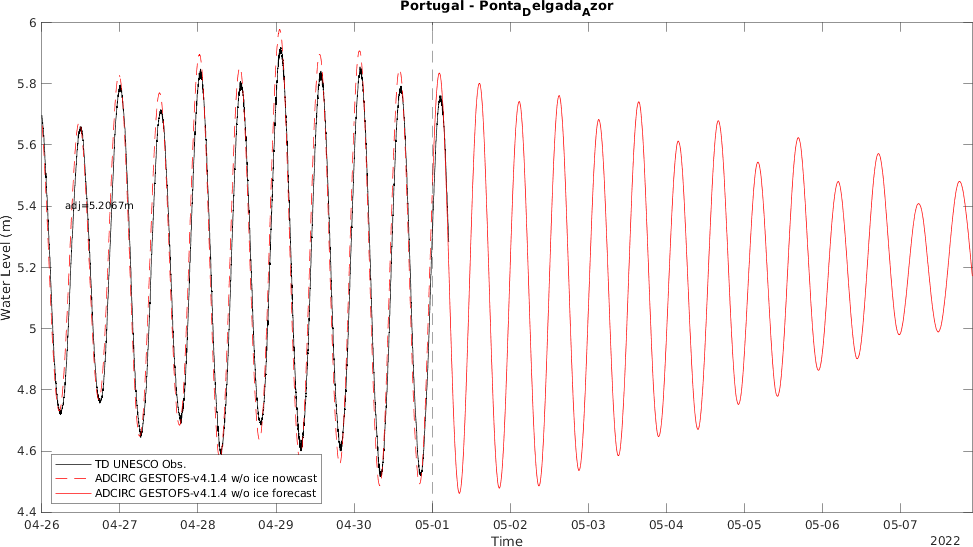 Portugal - PontaDelgadaAzor
6
5.8
5.6
5.4
5.2
5
4.8
4.6
4.4
Water Level (m)
adj=5.2067m
TD UNESCO Obs.
ADCIRC GESTOFS-v4.1.4 w/o ice nowcast
ADCIRC GESTOFS-v4.1.4 w/o ice forecast
04-26 04-27 04-28 04-29 04-30 05-01 05-02 05-03 05-04 05-05 05-06 05-07
Time
2022